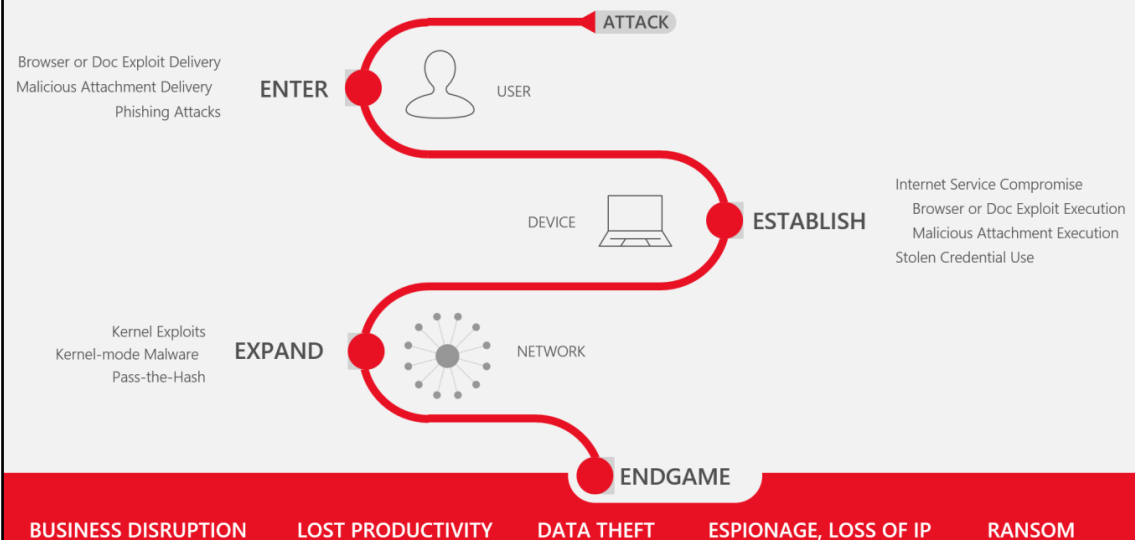 ATTACK
Browser or Doc Exploit Delivery
Malicious Attachment Delivery
Phishing Attacks
ENTER
USER
DEVICE
ESTABLISH
Internet Service Compromise
Browser or Doc Exploit Execution
Malicious Attachment Execution
Stolen Credential Use
Kernel Exploits
Kernel-mode Malware
Pass-the-Hash
EXPAND
NETWORK
ENDGAME
BUSINESS DISRUPTION
LOST PRODUCTIVITY
DATA THEFT
ESPIONAGE, LOSS OF IP
RANSOM